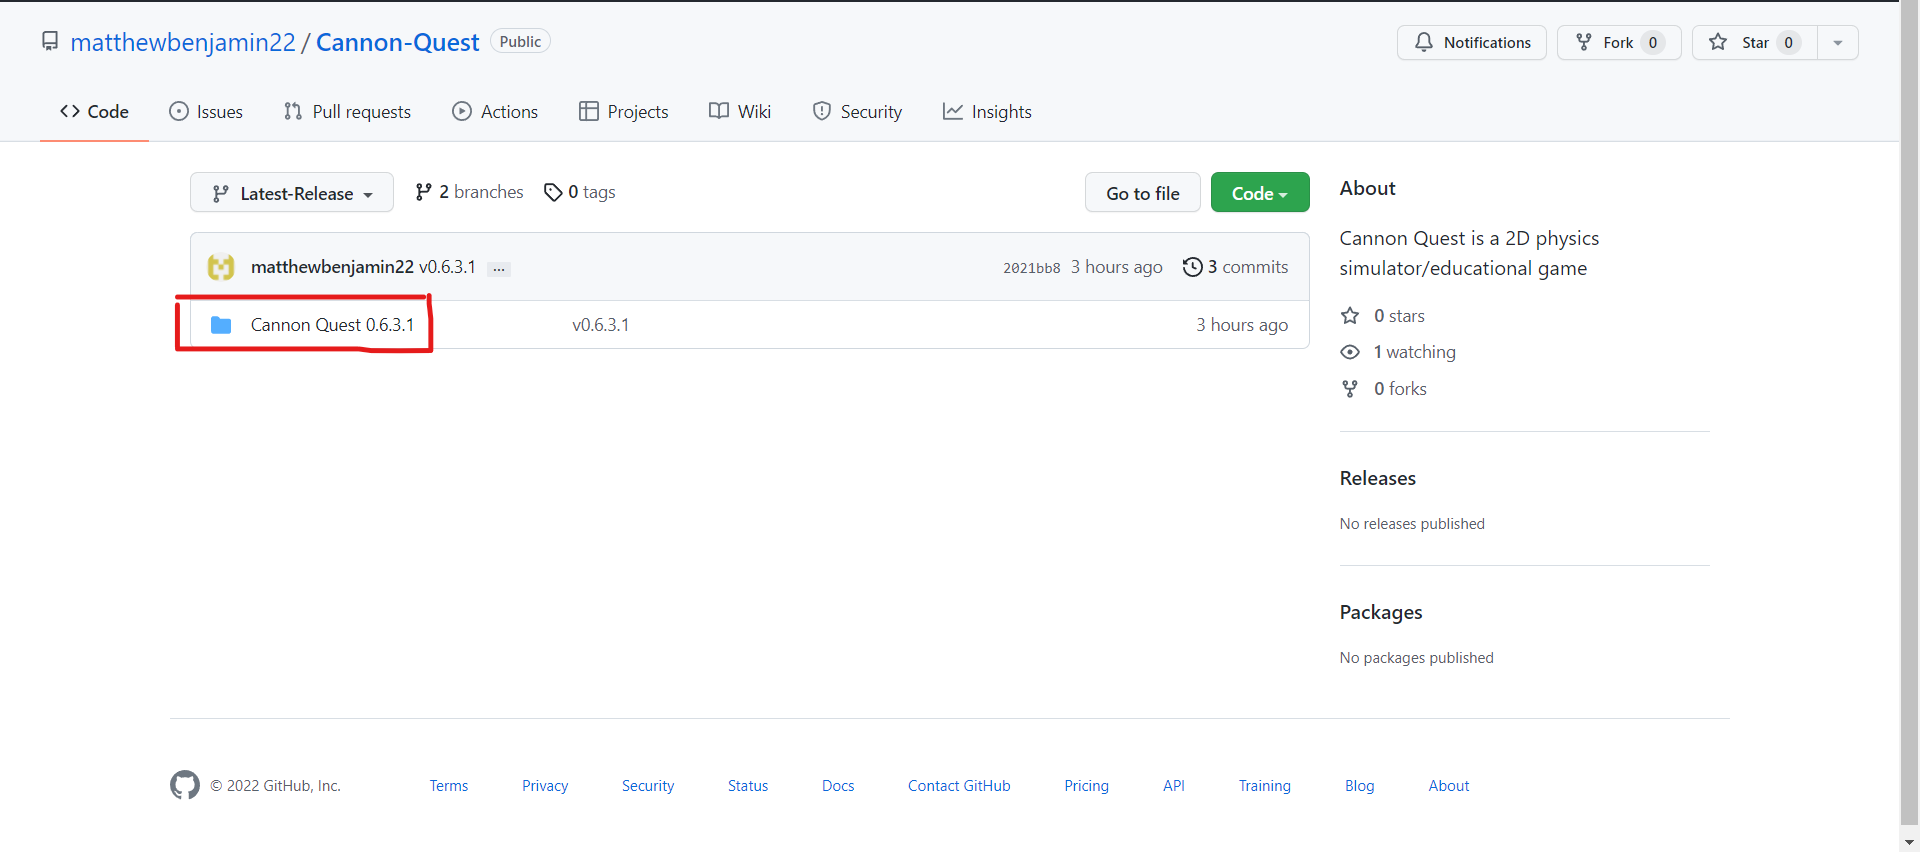 matthewbenjamin22 / Cannon-Quest Public
Notifications Fork 0 Star 0
Code Issues Pull requests Actions Projects Wiki Security Insights
Latest-Release 2 branches 0 tags Go to file Code
matthewbenjamin22 v0.6.3.1 ... 2021bb8 3 hours ago 3 commits
Cannon Quest 0.6.3.1 v0.6.3.1 3 hours ago
About
Cannon Quest is a 2D physics
simulator/educational game
0 stars
1 watching
0 forks
Releases
No releases published
Packages
No packages published
© 2022 GitHub, Inc. Terms Privacy Security Status Docs Contact GitHub Pricing API Training Blog About